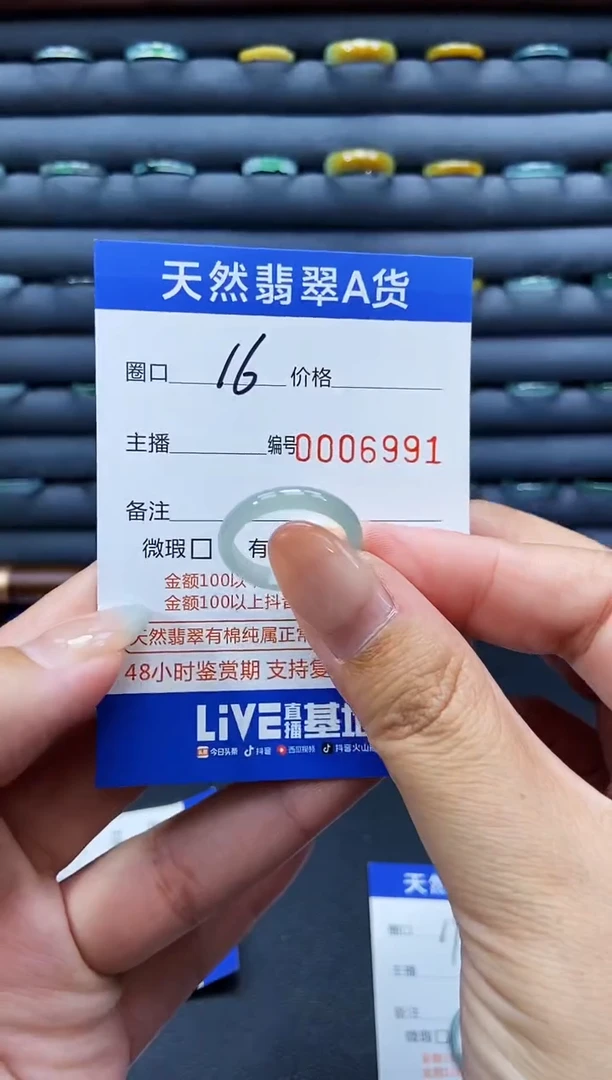 天然翡翠A货
圈口 16 价格
主播 编号0006991
备注
微瑕 有
金额100以
金额100以上抖音
天然翡翠有棉纯属正常
48小时鉴赏期 支持复
LiVE直播基地
今日头条 抖音 西瓜视频 抖音火山
天然
圈口
主播
备注
微瑕